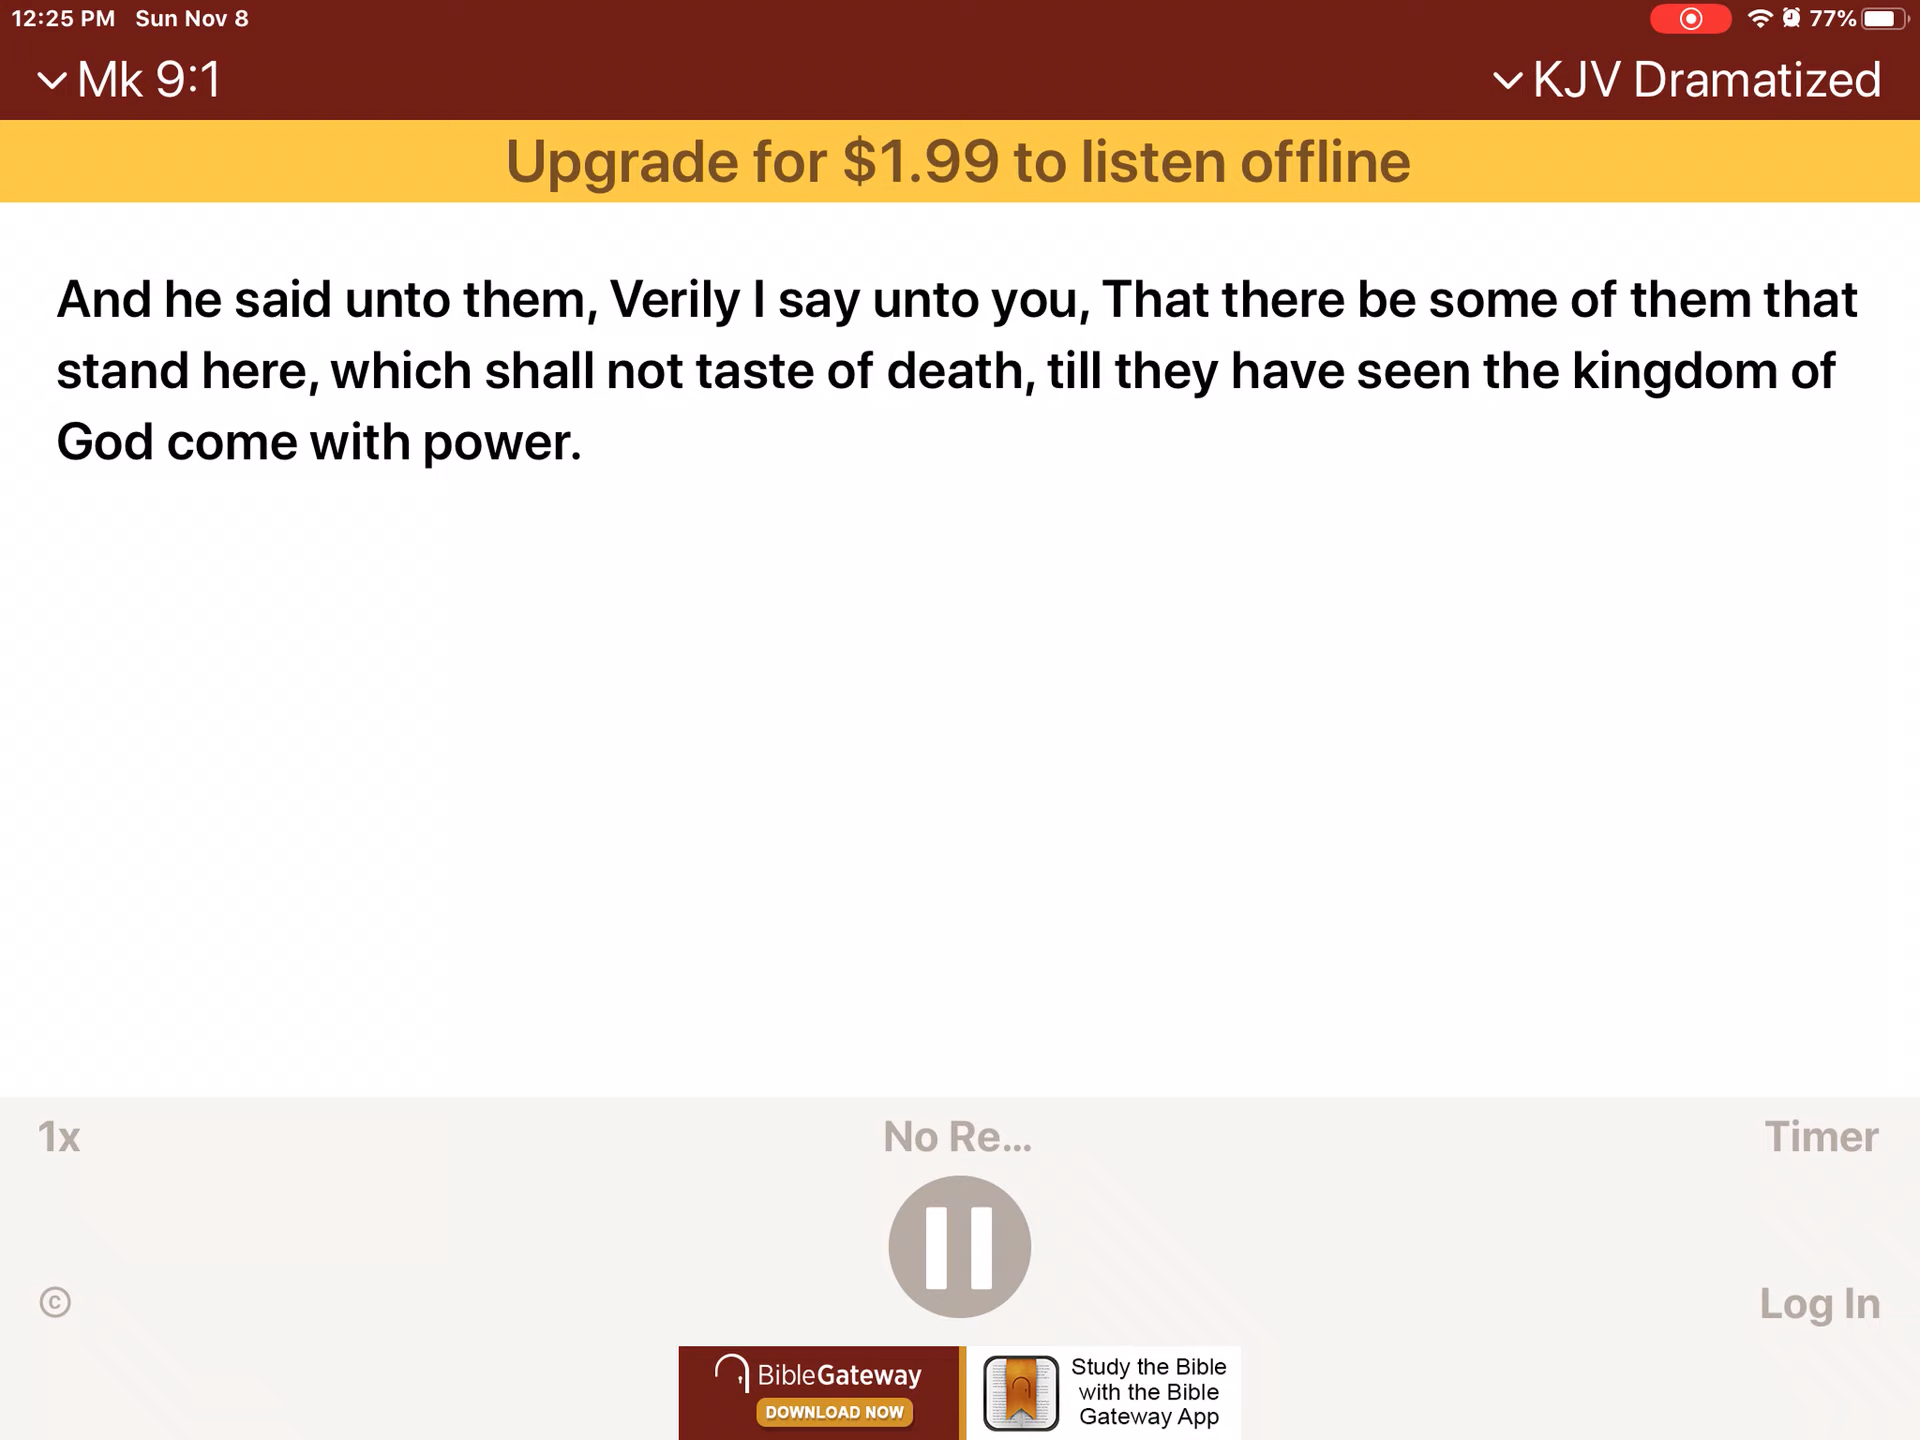 12:25 PM Sun Nov 8
77%
Mk 9:1
KJV Dramatized
Upgrade for $1.99 to listen offline
And he said unto them, Verily I say unto you, That there be some of them that
stand here, which shall not taste of death, till they have seen the kingdom of
God come with power.
1x
No Re...
Timer
©
Log In
BibleGateway
DOWNLOAD NOW
Study the Bible
with the Bible
Gateway App